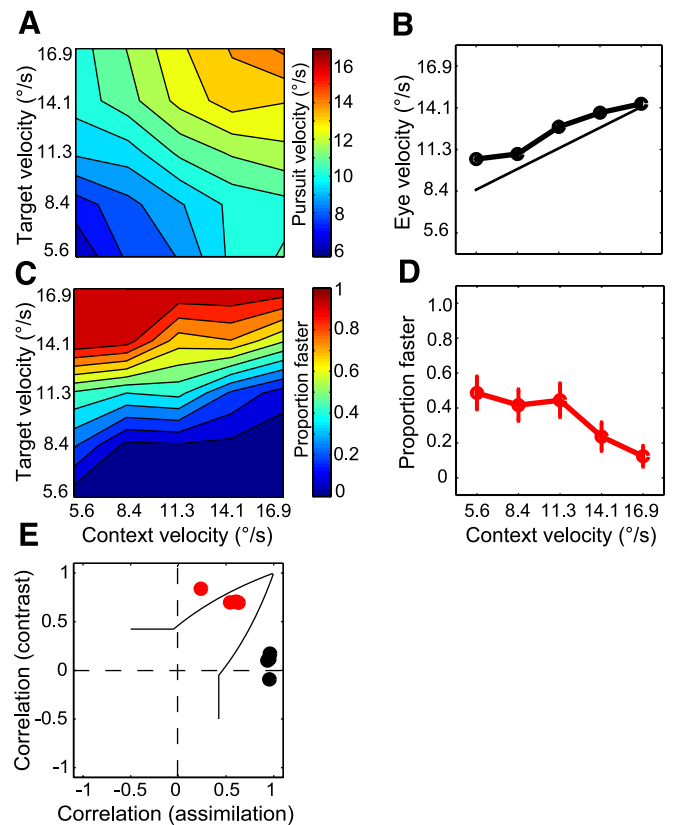 A
Target velocity (°/s)
16.9
14.1
11.3
8.4
5.6
16
14
12
10
8
6
Pursuit velocity (°/s)
B
Eye velocity (°/s)
16.9
14.1
11.3
8.4
5.6
C
Target velocity (°/s)
16.9
14.1
11.3
8.4
5.6
5.6 8.4 11.3 14.1 16.9
Context velocity (°/s)
1
0.8
0.6
0.4
0.2
0
Proportion faster
D
Proportion faster
1.0
0.8
0.6
0.4
0.2
0
5.6 8.4 11.3 14.1 16.9
Context velocity (°/s)
E
Correlation (contrast)
1
0.5
0
-0.5
-1
-1 -0.5 0 0.5 1
Correlation (assimilation)